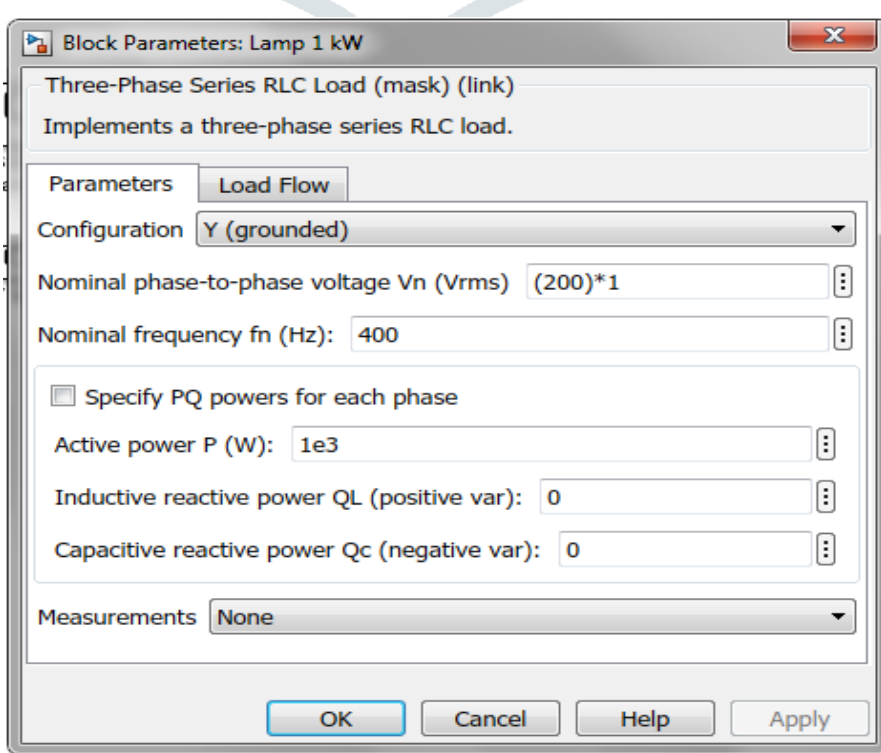 Block Parameters: Lamp 1 kW
Three-Phase Series RLC Load (mask) (link)
Implements a three-phase series RLC load.
Parameters Load Flow
Configuration Y (grounded)
Nominal phase-to-phase voltage Vn (Vrms) (200)*1
Nominal frequency fn (Hz): 400
Specify PQ powers for each phase
Active power P (W): 1e3
Inductive reactive power QL (positive var): 0
Capacitive reactive power Qc (negative var): 0
Measurements None
OK Cancel Help Apply